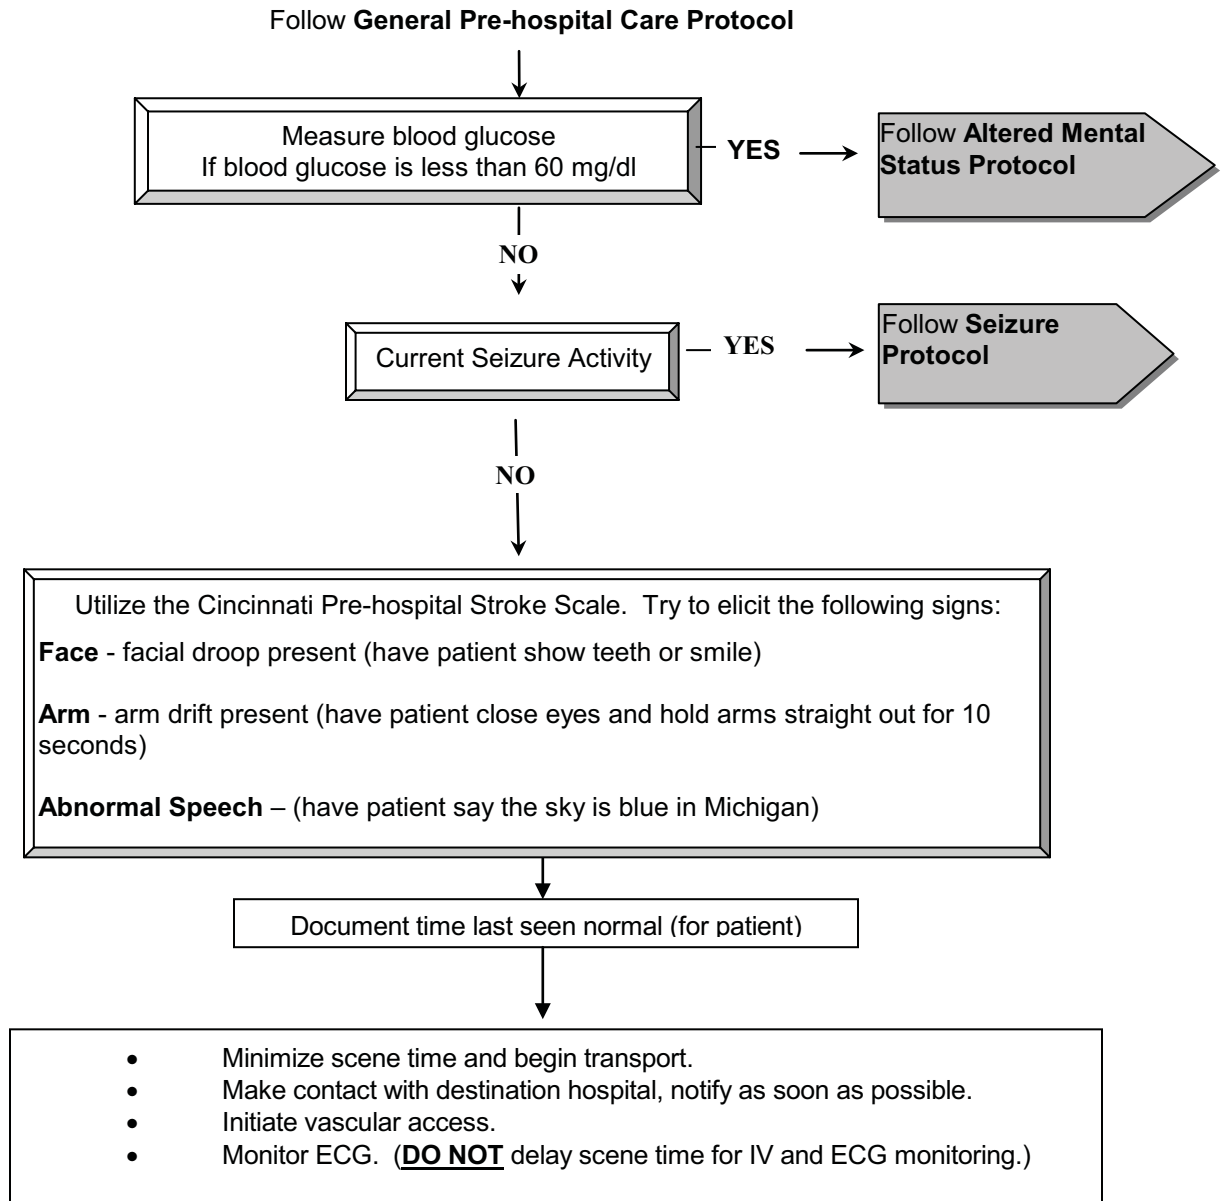 Follow General Pre-hospital Care Protocol
Measure blood glucose
If blood glucose is less than 60 mg/dl
YES
Follow Altered Mental
Status Protocol
NO
Current Seizure Activity
YES
Follow Seizure
Protocol
NO
Utilize the Cincinnati Pre-hospital Stroke Scale.  Try to elicit the following signs:
Face - facial droop present (have patient show teeth or smile)
Arm - arm drift present (have patient close eyes and hold arms straight out for 10
seconds)
Abnormal Speech – (have patient say the sky is blue in Michigan)
Document time last seen normal (for patient)
• Minimize scene time and begin transport.
• Make contact with destination hospital, notify as soon as possible.
• Initiate vascular access.
• Monitor ECG.  (DO NOT delay scene time for IV and ECG monitoring.)